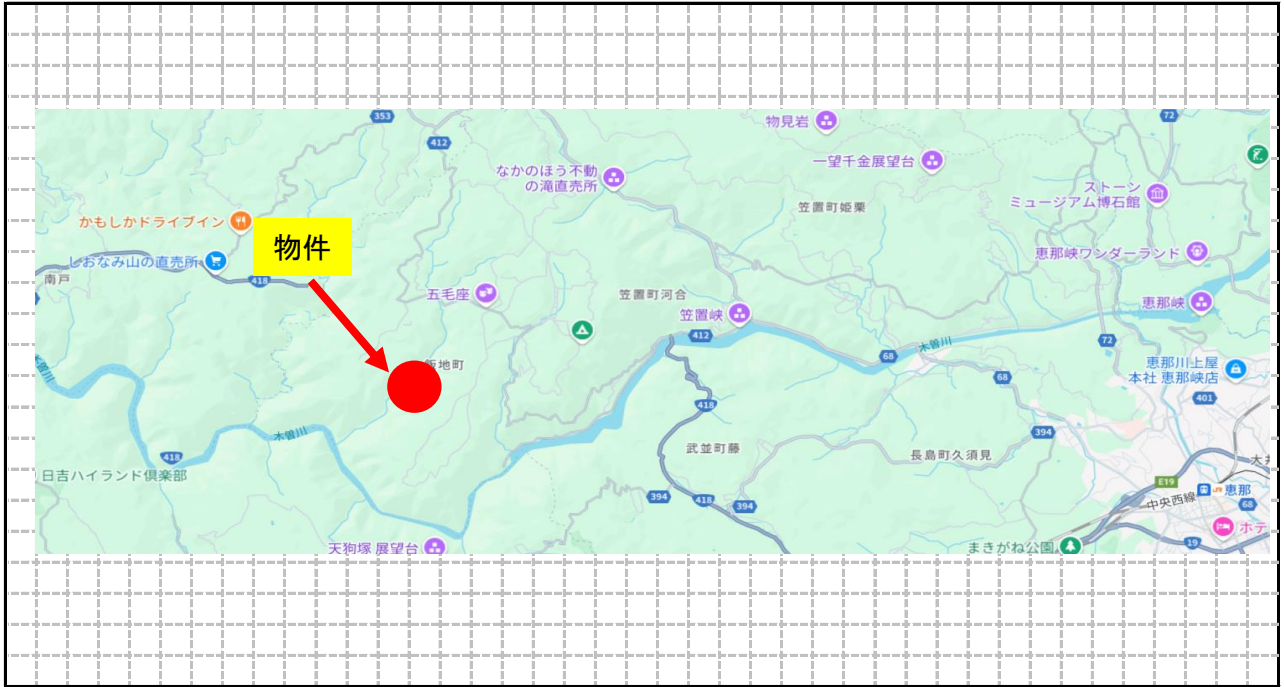 353
412
物見岩
72
なかのほう不動
の滝直売所
一望千金展望台
ストーン
ミュージアム博石館
笠置町姫栗
かもしかドライブイン
物件
しおなみ山の直売所
南戸
418
恵那峡ワンダーランド
五毛座
笠置町河合
笠置峡
恵那峡
412
木曽川
72
68
飯地町
木曽川
恵那川上屋
本社 恵那峡店
68
401
418
木曽川
394
418
武並町藤
長島町久須見
大井
日吉ハイランド倶楽部
E19
恵那
中央西線
394
418
394
68
ホテ
天狗塚 展望台
まきがね公園
19